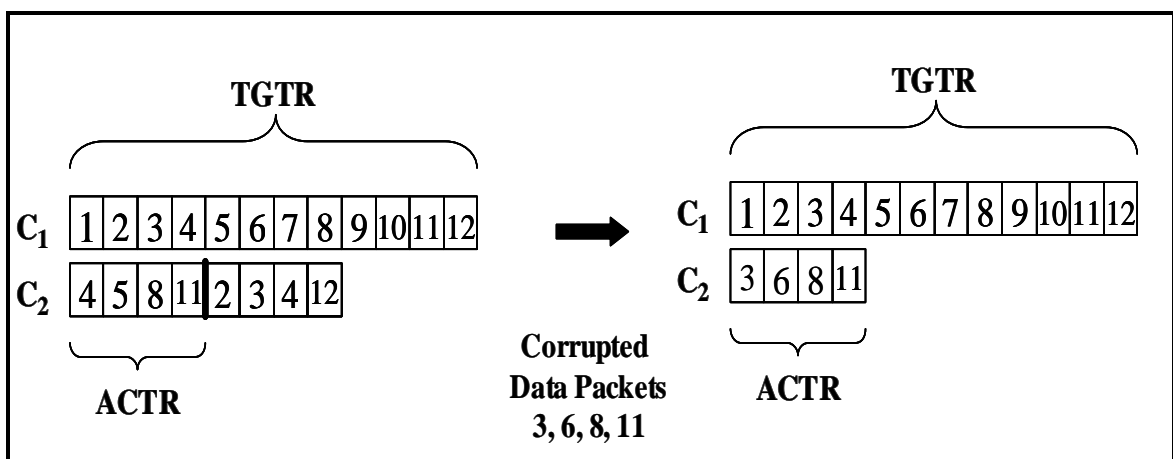 TGTR
C1 1 2 3 4 5 6 7 8 9 10 11 12
C2 4 5 8 11 2 3 4 12
ACTR
Corrupted
Data Packets
3, 6, 8, 11
TGTR
C1 1 2 3 4 5 6 7 8 9 10 11 12
C2 3 6 8 11
ACTR